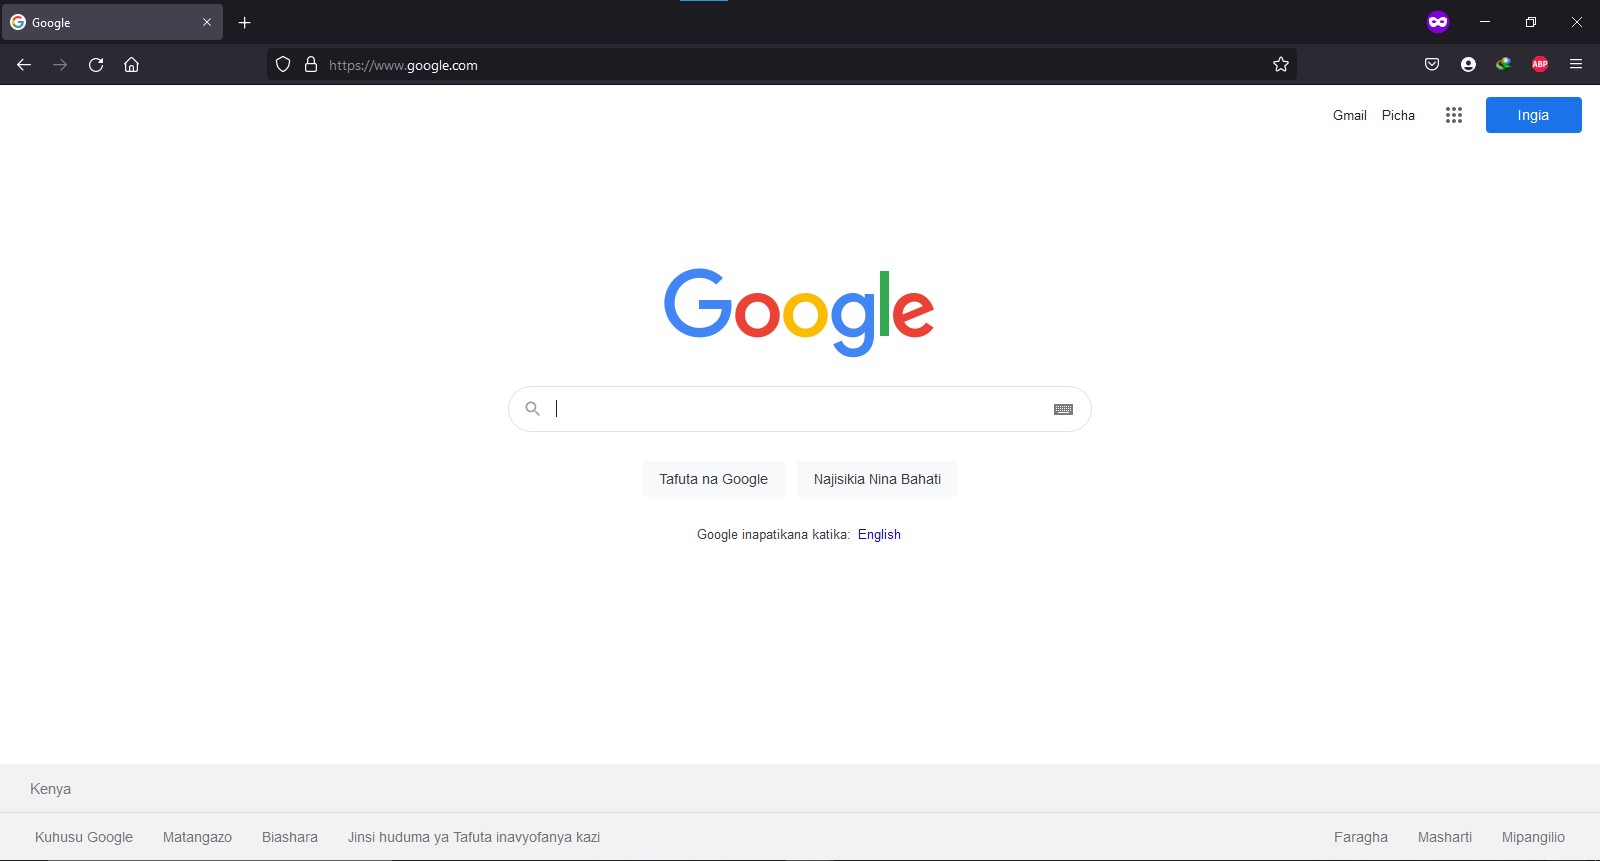 Google
https://www.google.com
ABP
Gmail Picha Ingia
Google
Tafuta na Google Najisikia Nina Bahati
Google inapatikana katika: English
Kenya
Kuhusu Google Matangazo Biashara Jinsi huduma ya Tafuta inavyofanya kazi Faragha Masharti Mipangilio